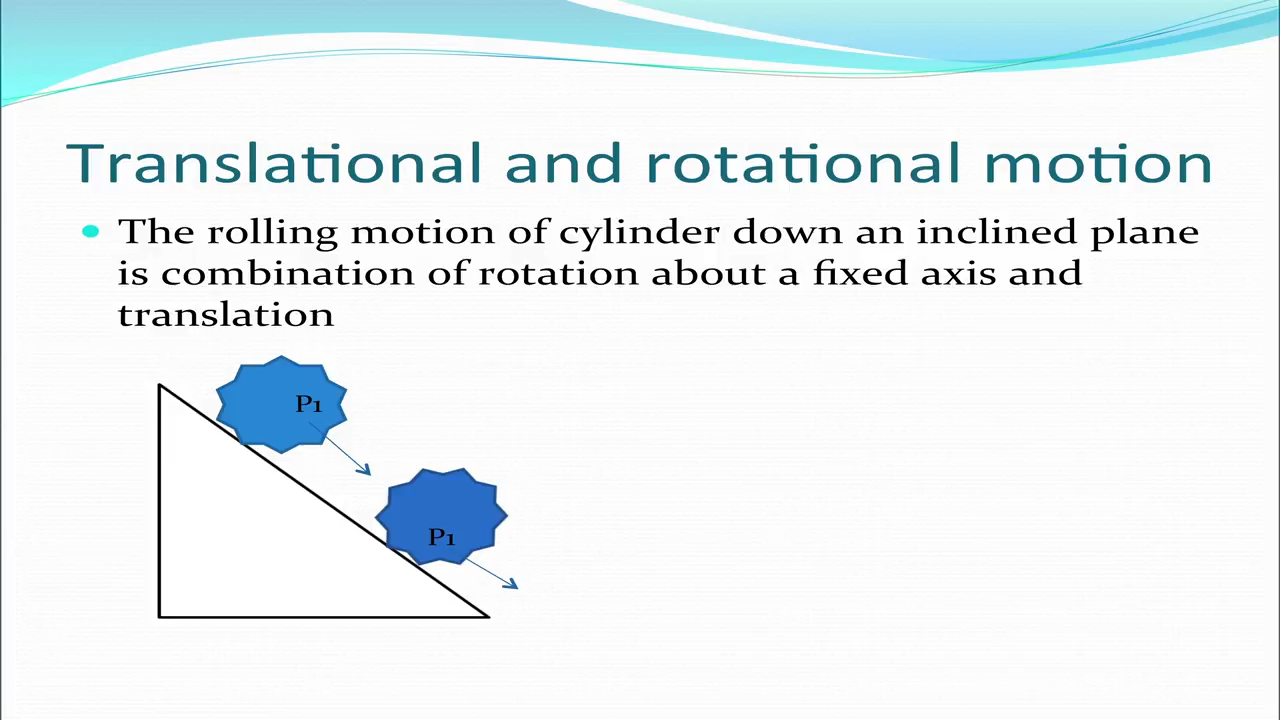 Translational and rotational motion
The rolling motion of cylinder down an inclined plane
is combination of rotation about a fixed axis and
translation
P1
P1